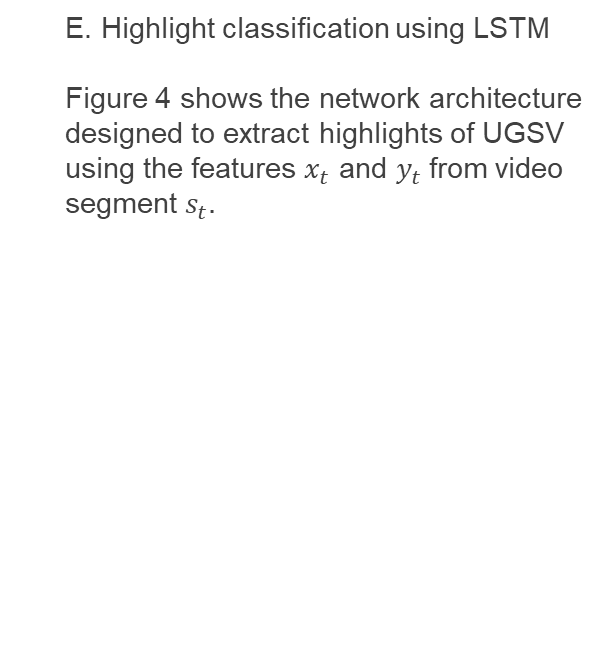 E. Highlight classification using LSTM
Figure 4 shows the network architecture
designed to extract highlights of UGSV
using the features xₜ and yₜ from video
segment sₜ.